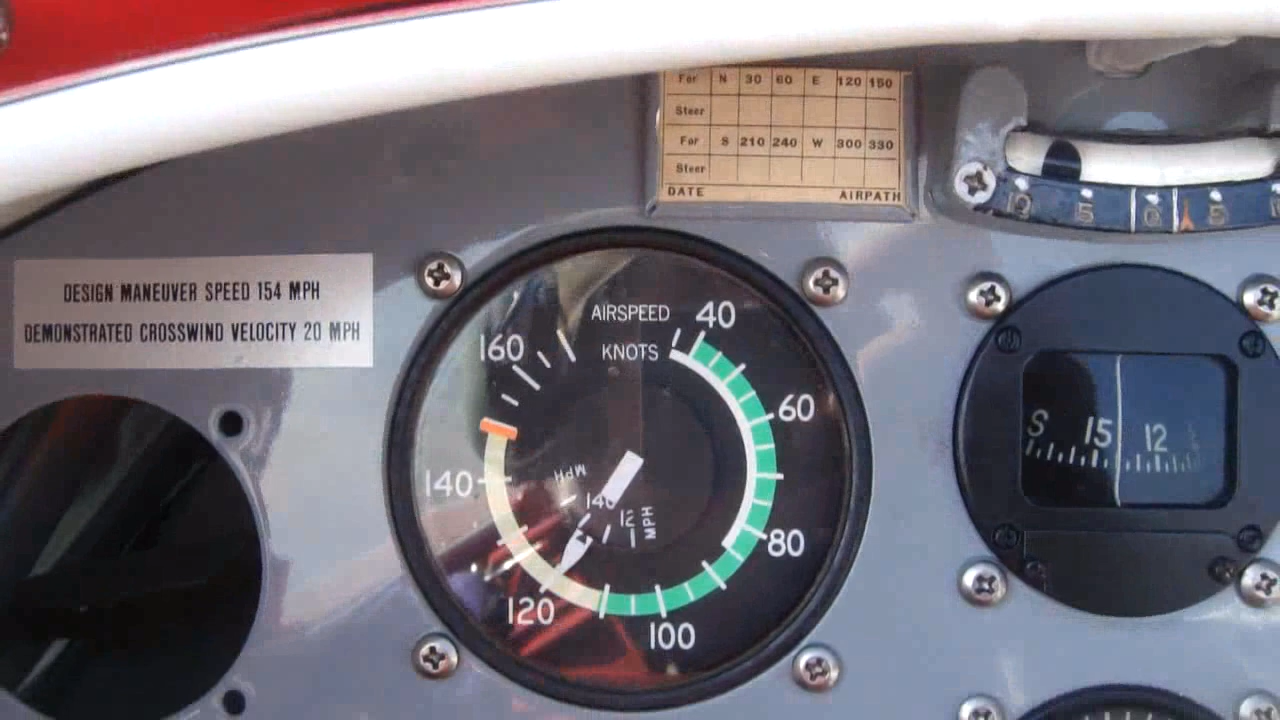 For N 30 60 E 120 150
Steer
For S 210 240 W 300 330
Steer
DATE AIRPATH
10 5 0 5
DESIGN MANEUVER SPEED 154 MPH
DEMONSTRATED CROSSWIND VELOCITY 20 MPH
AIRSPEED
KNOTS
40
60
80
100
120
140
160
MPH
140
12
MPH
S 15 12